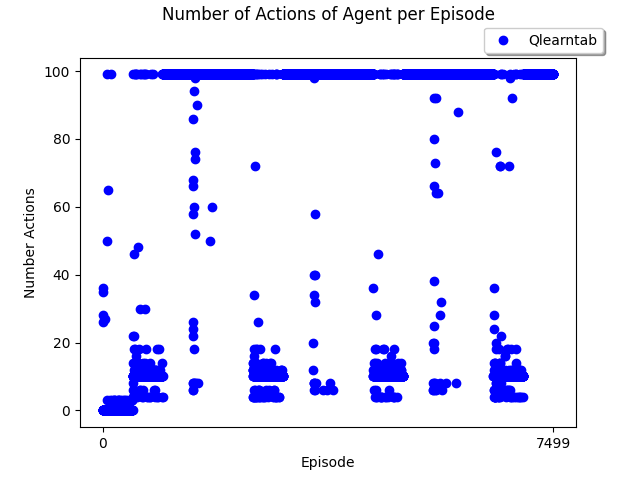 Number of Actions of Agent per Episode
Qlearntab
100
80
60
40
20
0
Number Actions
0
7499
Episode